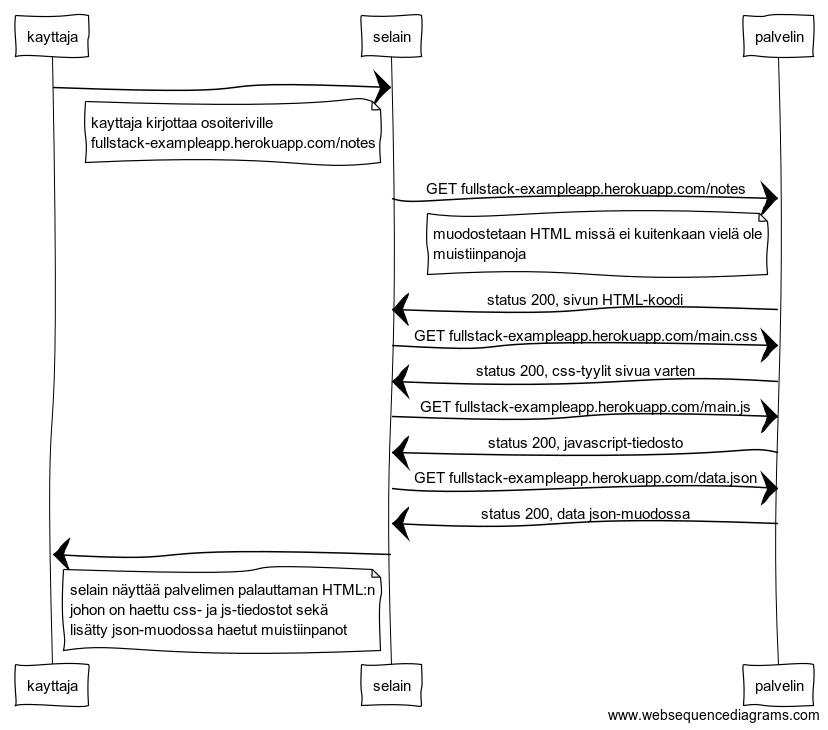 kayttaja
selain
palvelin
kayttaja kirjottaa osoiteriville
fullstack-exampleapp.herokuapp.com/notes
GET fullstack-exampleapp.herokuapp.com/notes
muodostetaan HTML missä ei kuitenkaan vielä ole
muistiinpanoja
status 200, sivun HTML-koodi
GET fullstack-exampleapp.herokuapp.com/main.css
status 200, css-tyylit sivua varten
GET fullstack-exampleapp.herokuapp.com/main.js
status 200, javascript-tiedosto
GET fullstack-exampleapp.herokuapp.com/data.json
status 200, data json-muodossa
selain näyttää palvelimen palauttaman HTML:n
johon on haettu css- ja js-tiedostot sekä
lisätty json-muodossa haetut muistiinpanot
kayttaja
selain
palvelin
www.websequencediagrams.com